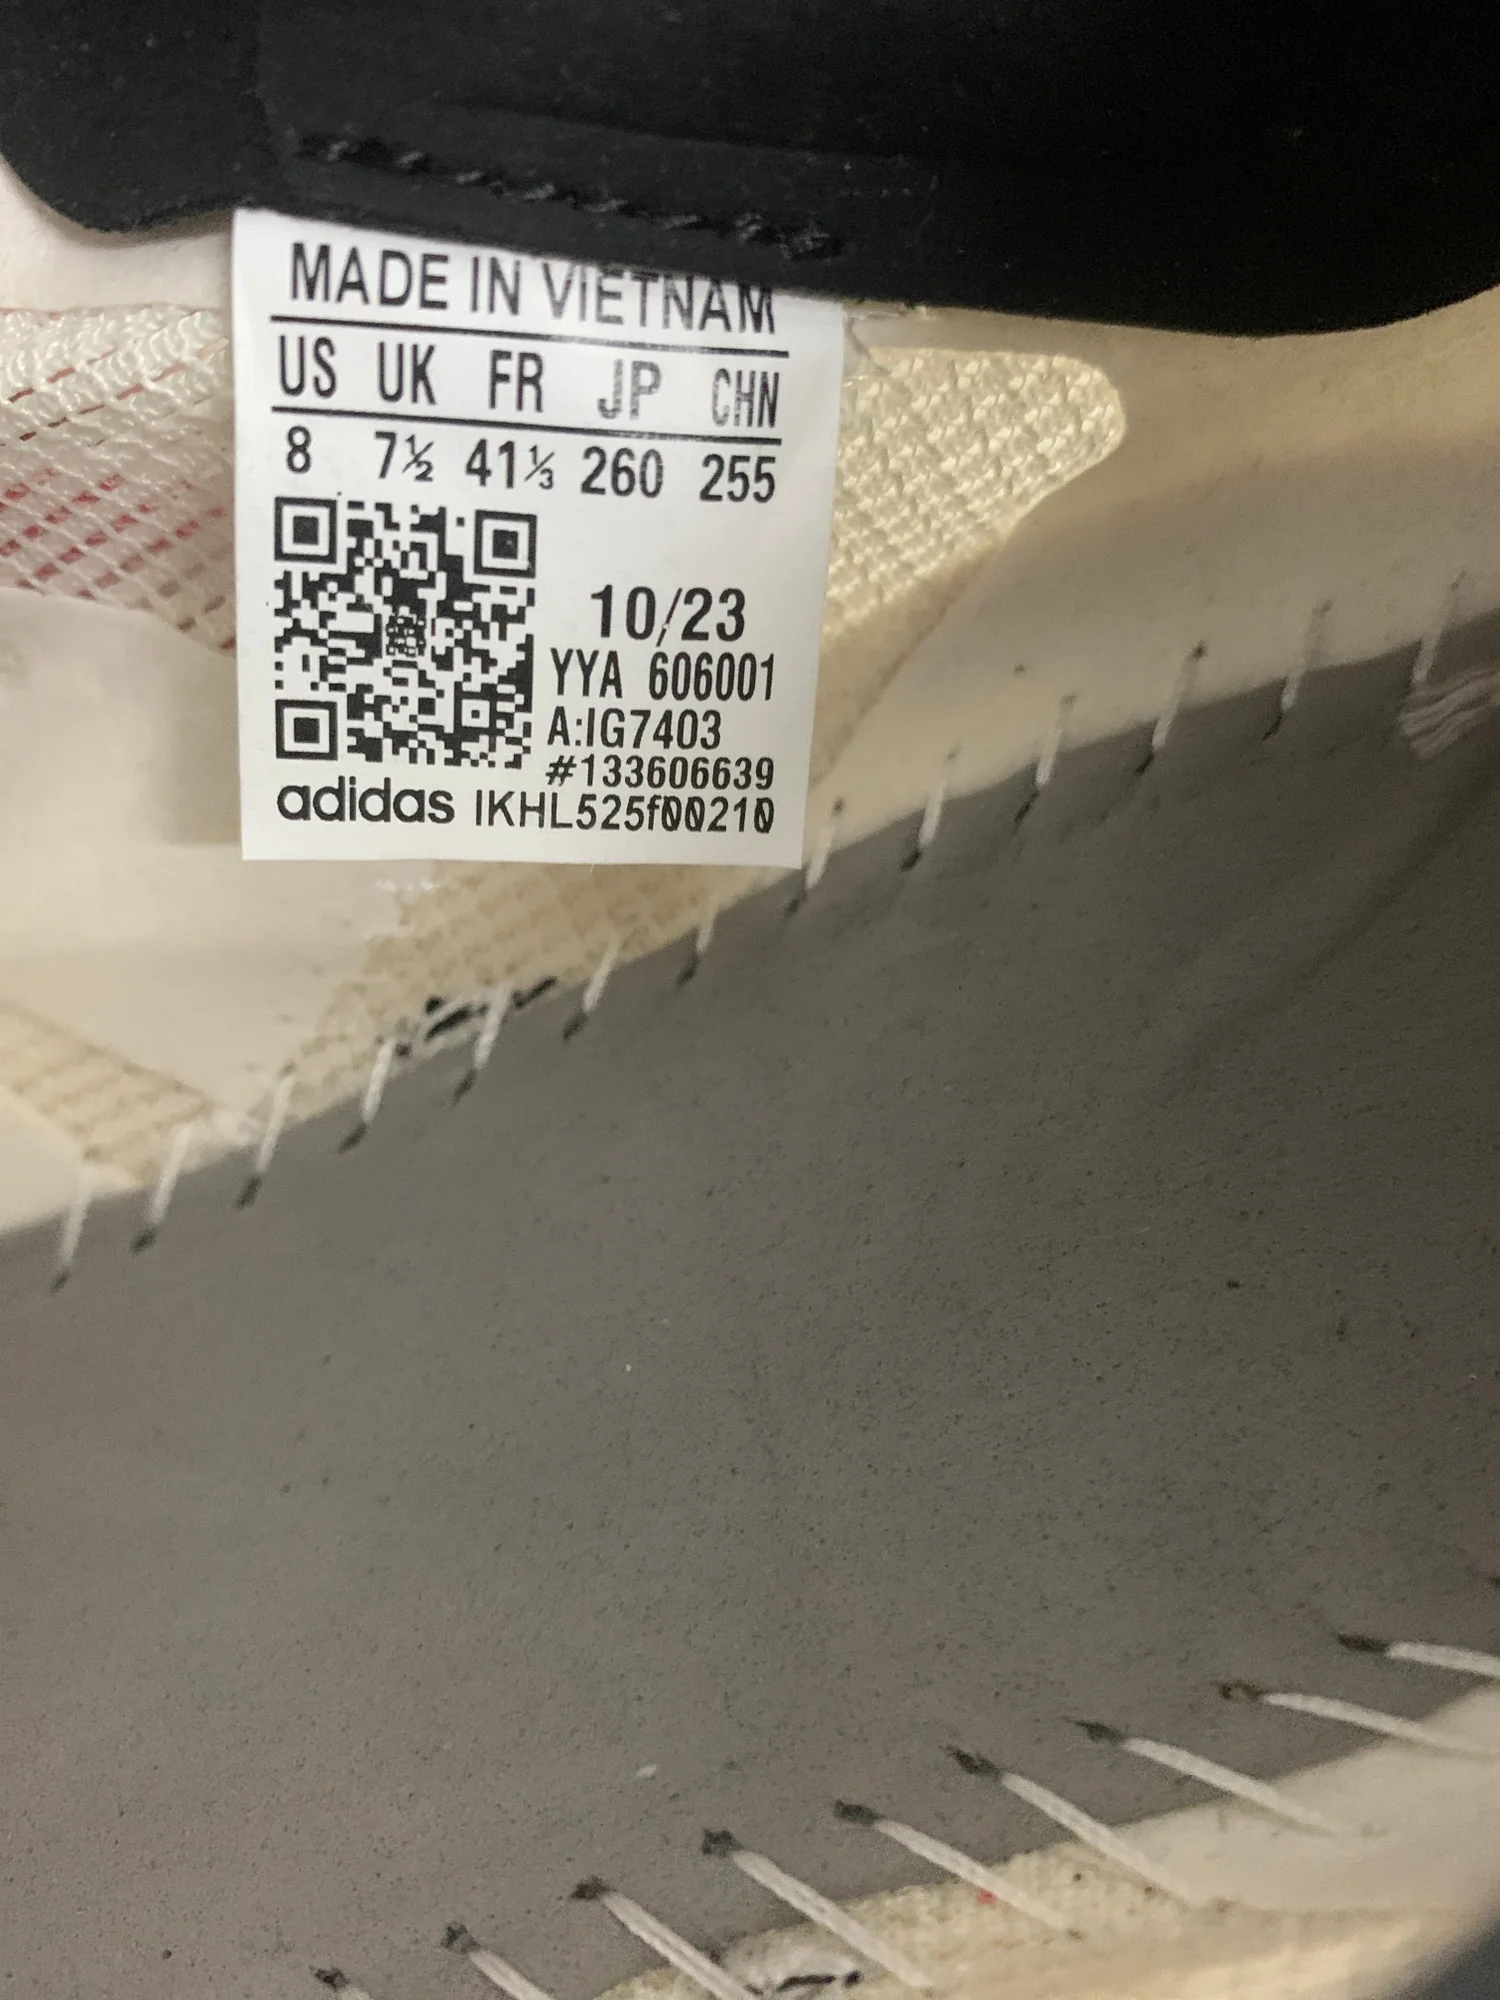 MADE IN VIETNAM
US UK FR JP CHN
8 7½ 41⅓ 260 255
10/23
YYA 606001
A:IG7403
#133606639
adidas IKHL525f00210